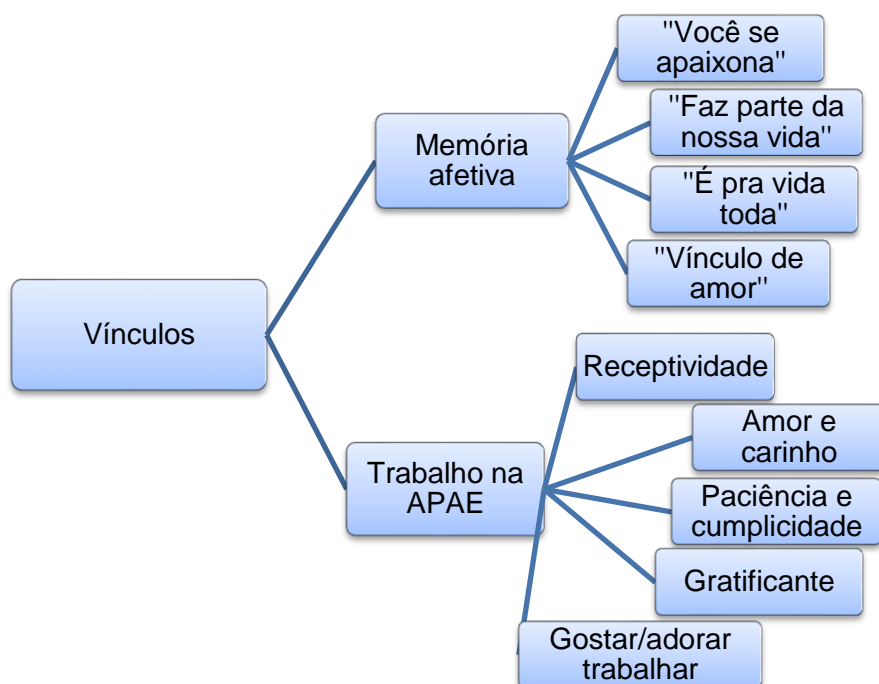 "Você se
apaixona"
"Faz parte da
nossa vida"
"É pra vida
toda"
"Vínculo de
amor"
Memória
afetiva
Vínculos
Trabalho na
APAE
Receptividade
Amor e
carinho
Paciência e
cumplicidade
Gratificante
Gostar/adorar
trabalhar